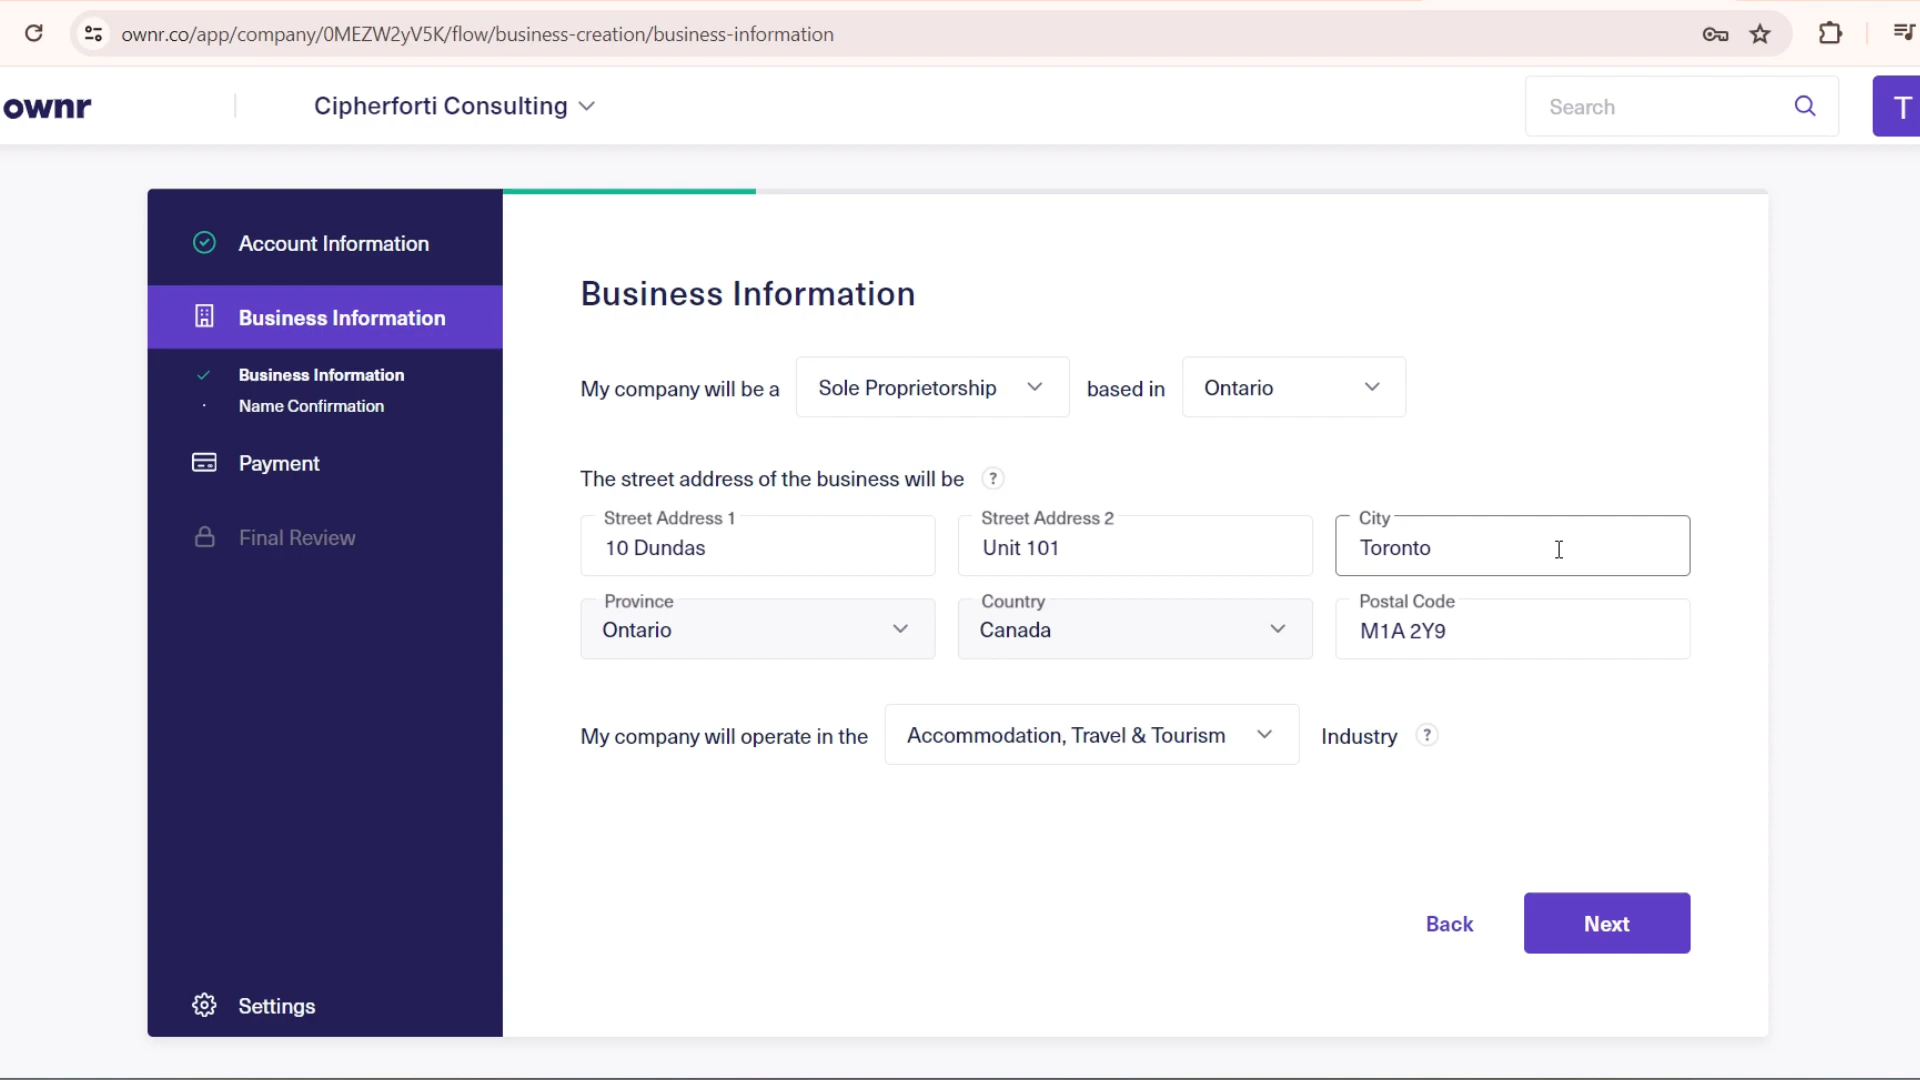 ownr.co/app/company/0MEZW2yV5K/flow/business-creation/business-information
ownr
Cipherforti Consulting
Search
T
Account Information
Business Information
Business Information
Name Confirmation
Payment
Final Review
Settings
Business Information
My company will be a Sole Proprietorship based in Ontario
The street address of the business will be ?
Street Address 1 Street Address 2 City
10 Dundas Unit 101 Toronto
Province Country Postal Code
Ontario Canada M1A 2Y9
My company will operate in the Accommodation, Travel & Tourism Industry ?
Back Next